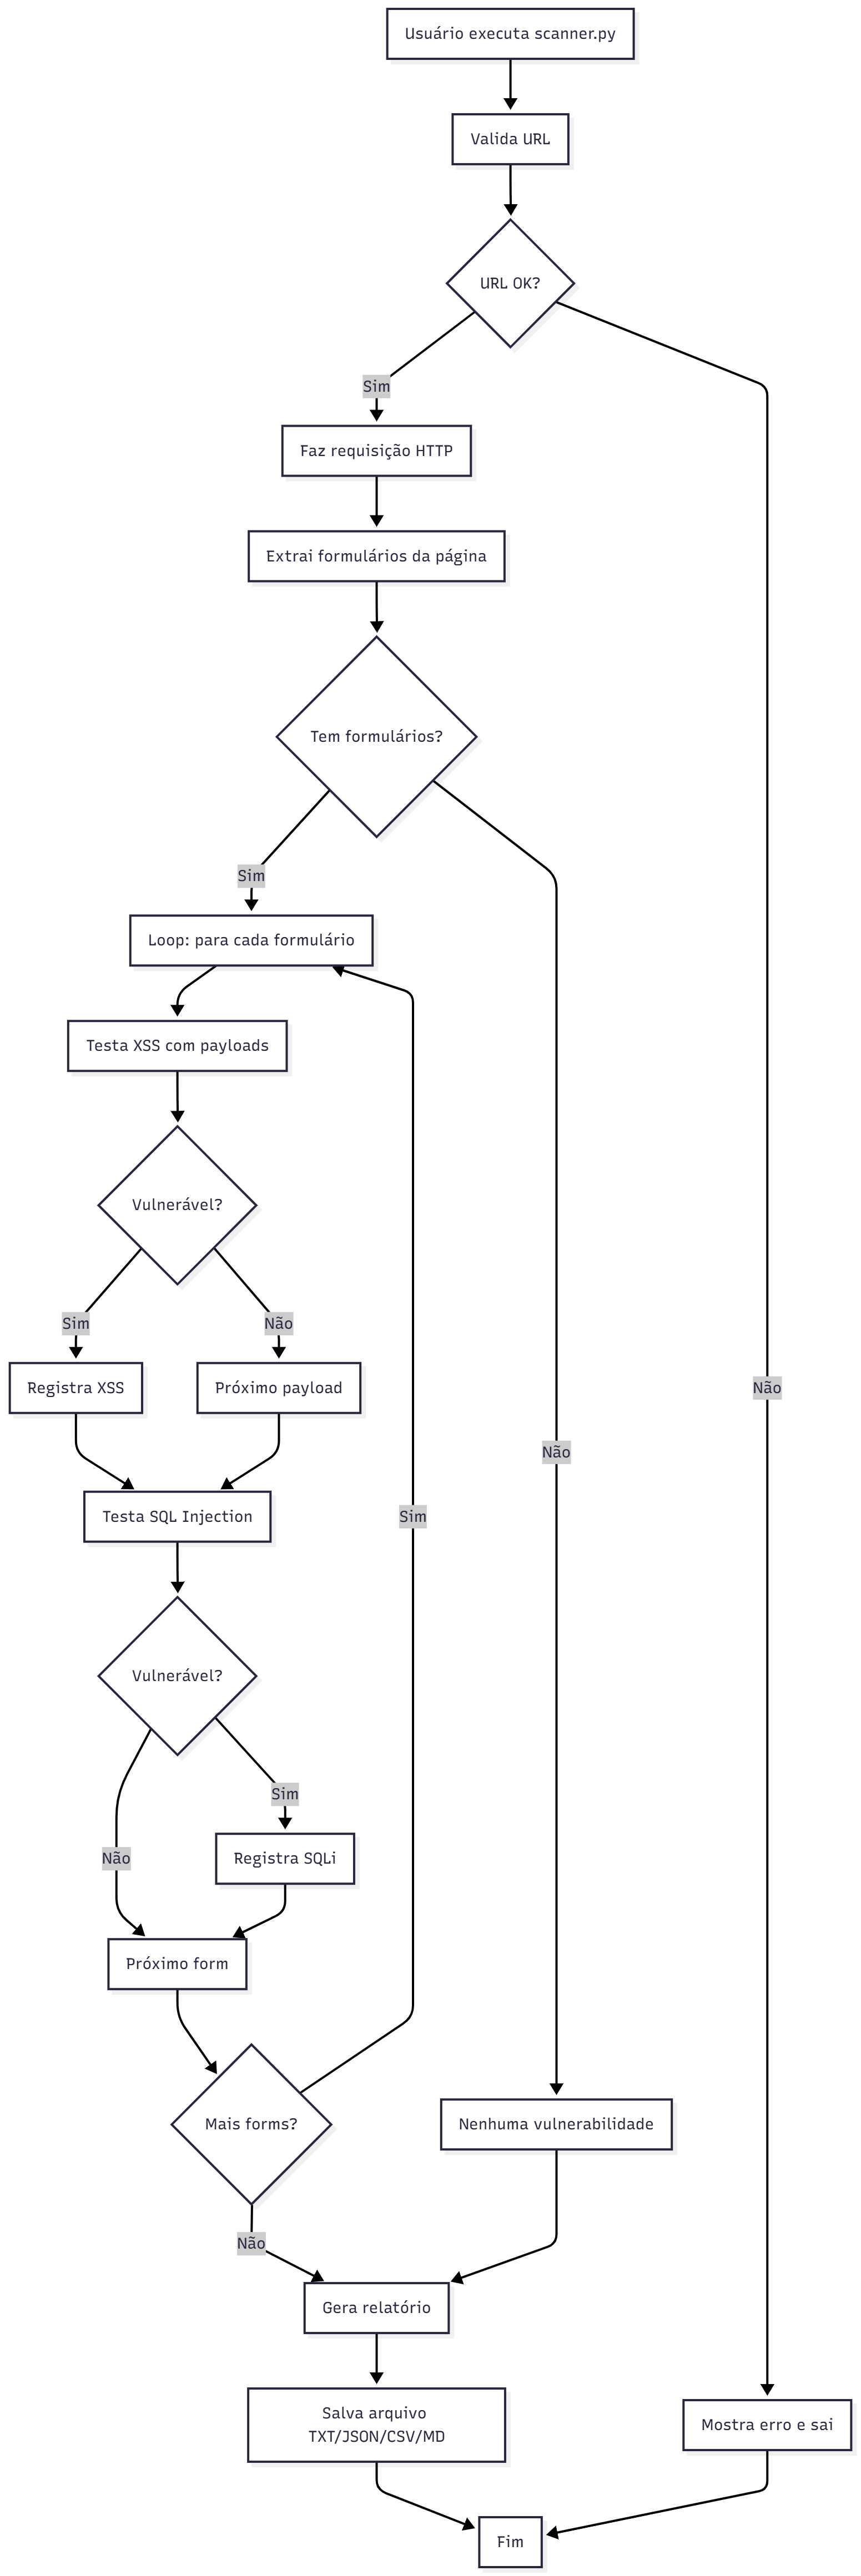 Usuário executa scanner.py
Valida URL
URL OK?
Sim
Faz requisição HTTP
Extrai formulários da página
Tem formulários?
Sim
Loop: para cada formulário
Testa XSS com payloads
Vulnerável?
Sim
Não
Registra XSS
Próximo payload
Não
Não
Testa SQL Injection
Sim
Vulnerável?
Sim
Não
Registra SQLi
Próximo form
Mais forms?
Nenhuma vulnerabilidade
Não
Gera relatório
Salva arquivo
TXT/JSON/CSV/MD
Mostra erro e sai
Fim